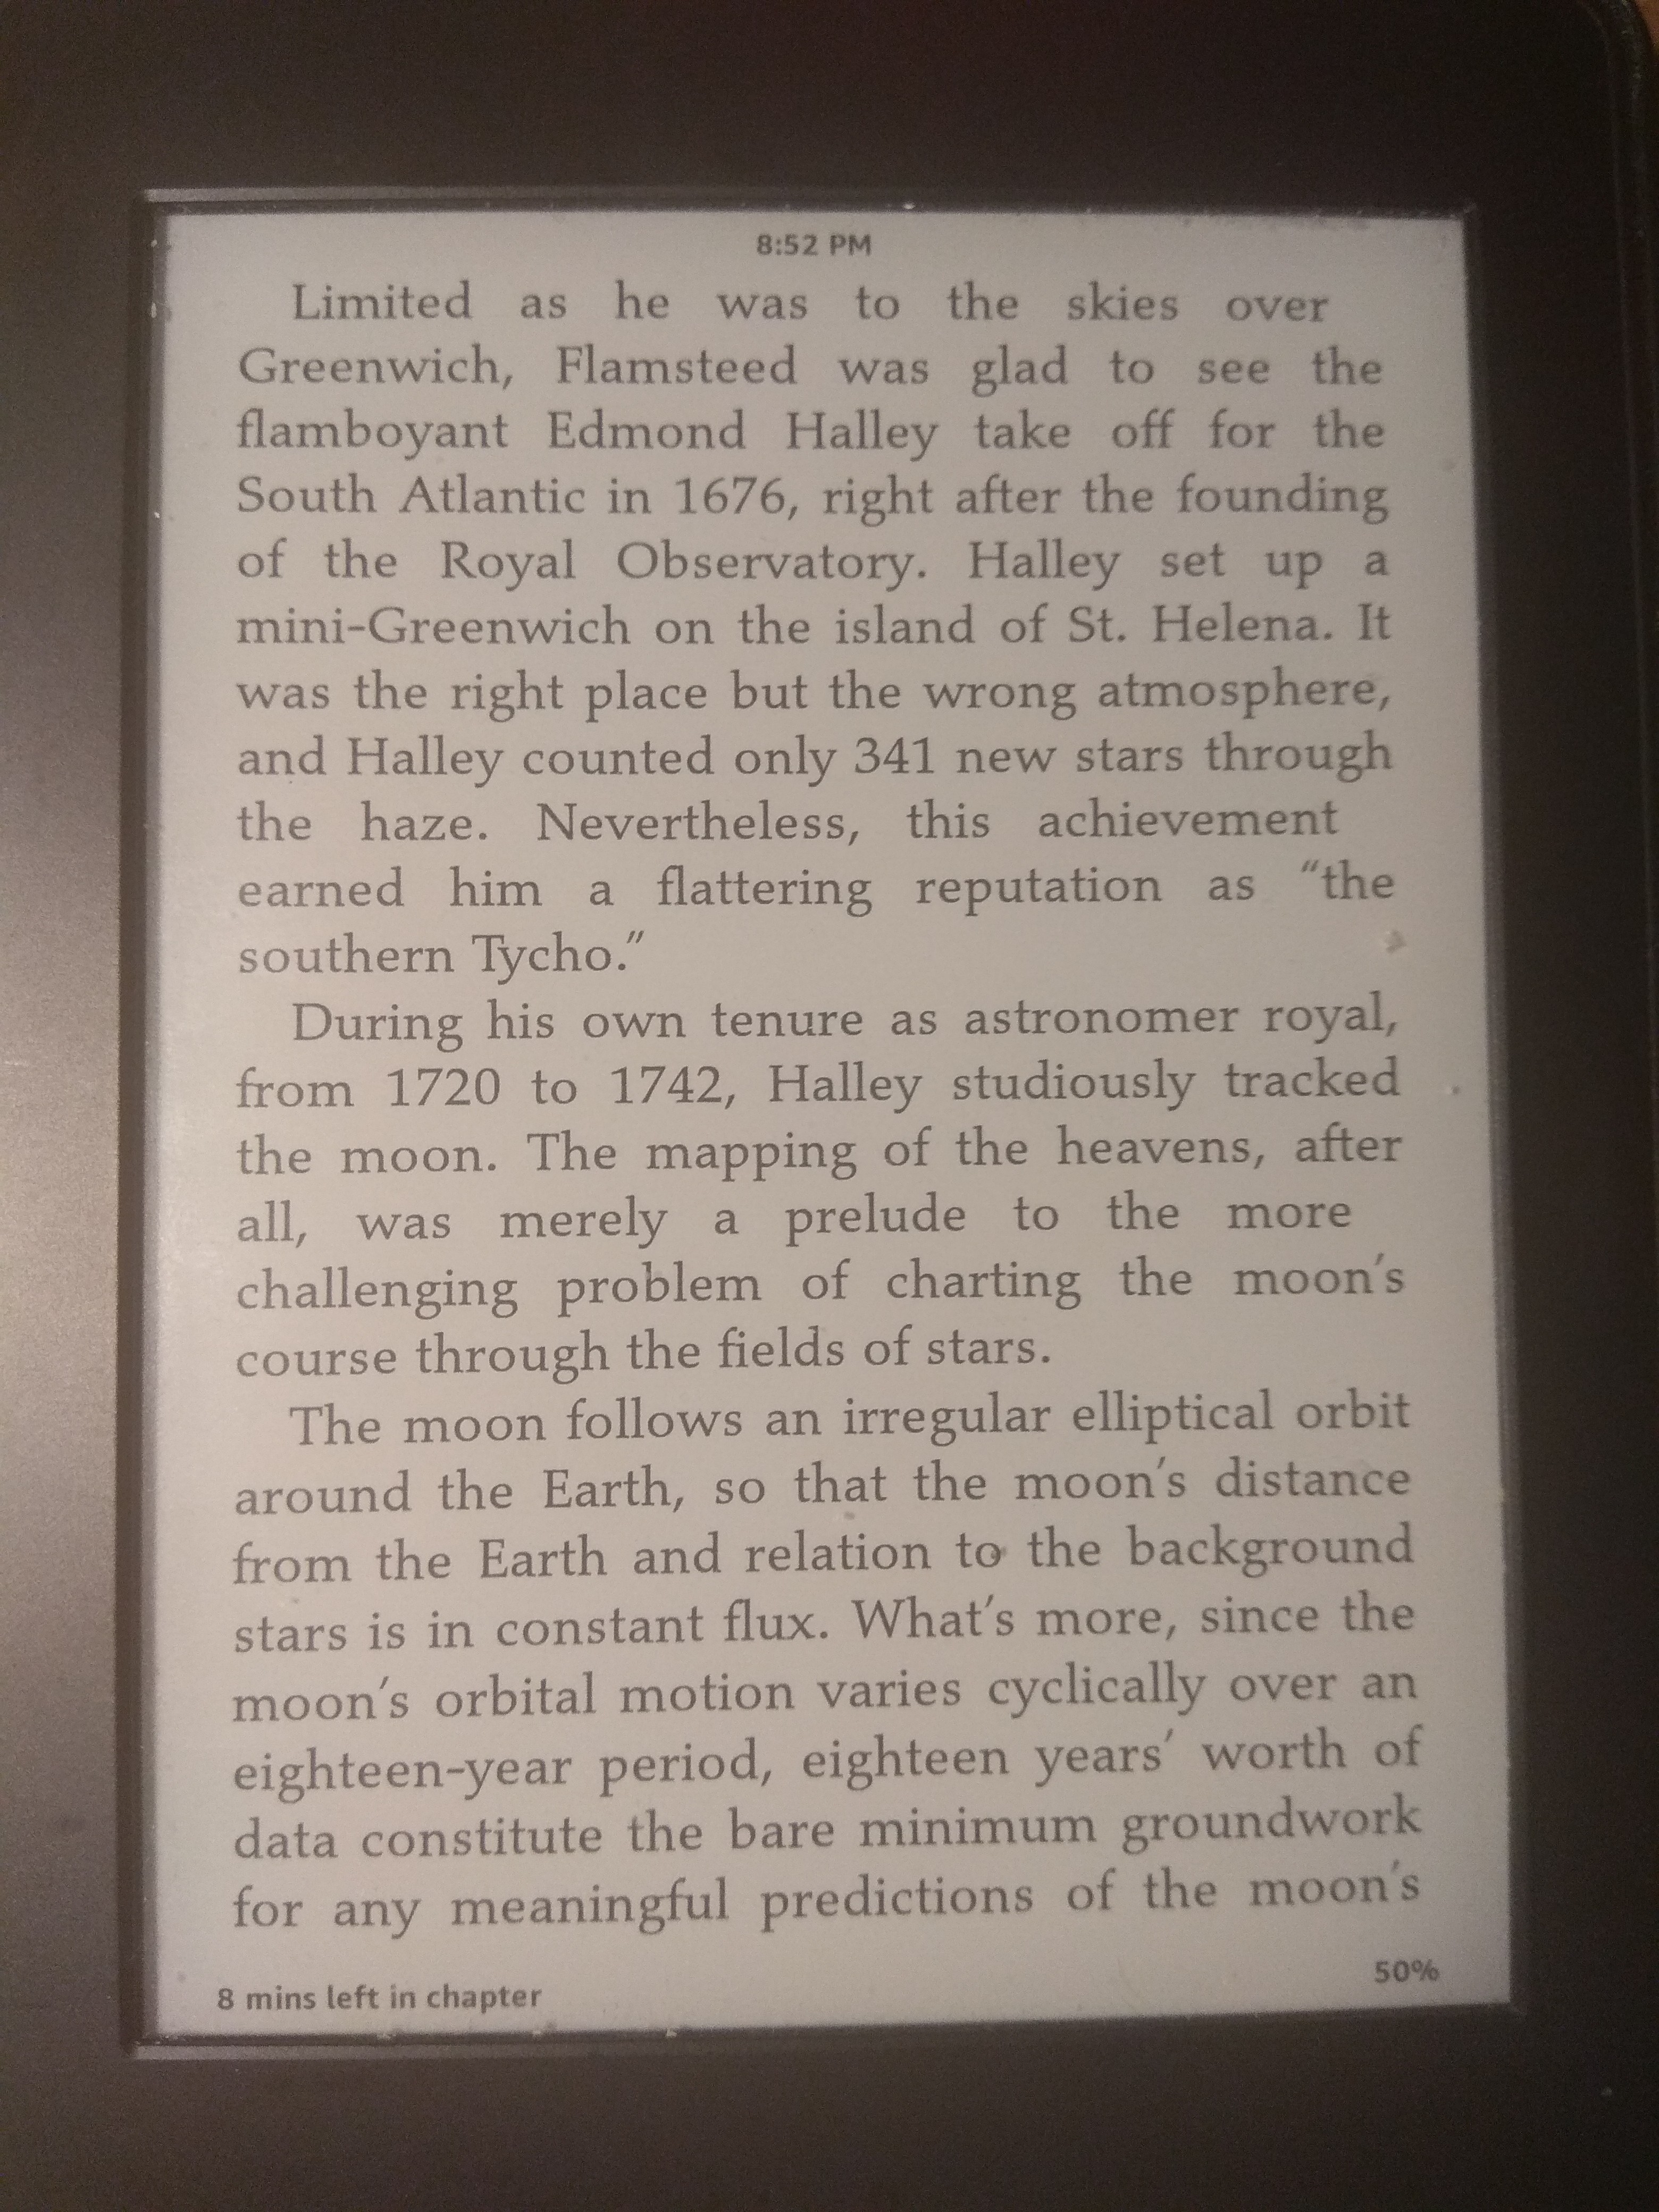 8:52 PM
Limited as he was to the skies over
Greenwich, Flamsteed was glad to see the
flamboyant Edmond Halley take off for the
South Atlantic in 1676, right after the founding
of the Royal Observatory. Halley set up a
mini-Greenwich on the island of St. Helena. It
was the right place but the wrong atmosphere,
and Halley counted only 341 new stars through
the haze. Nevertheless, this achievement
earned him a flattering reputation as “the
southern Tycho.”
During his own tenure as astronomer royal,
from 1720 to 1742, Halley studiously tracked
the moon. The mapping of the heavens, after
all, was merely a prelude to the more
challenging problem of charting the moon’s
course through the fields of stars.
The moon follows an irregular elliptical orbit
around the Earth, so that the moon’s distance
from the Earth and relation to the background
stars is in constant flux. What’s more, since the
moon’s orbital motion varies cyclically over an
eighteen-year period, eighteen years’ worth of
data constitute the bare minimum groundwork
for any meaningful predictions of the moon’s
8 mins left in chapter
50%